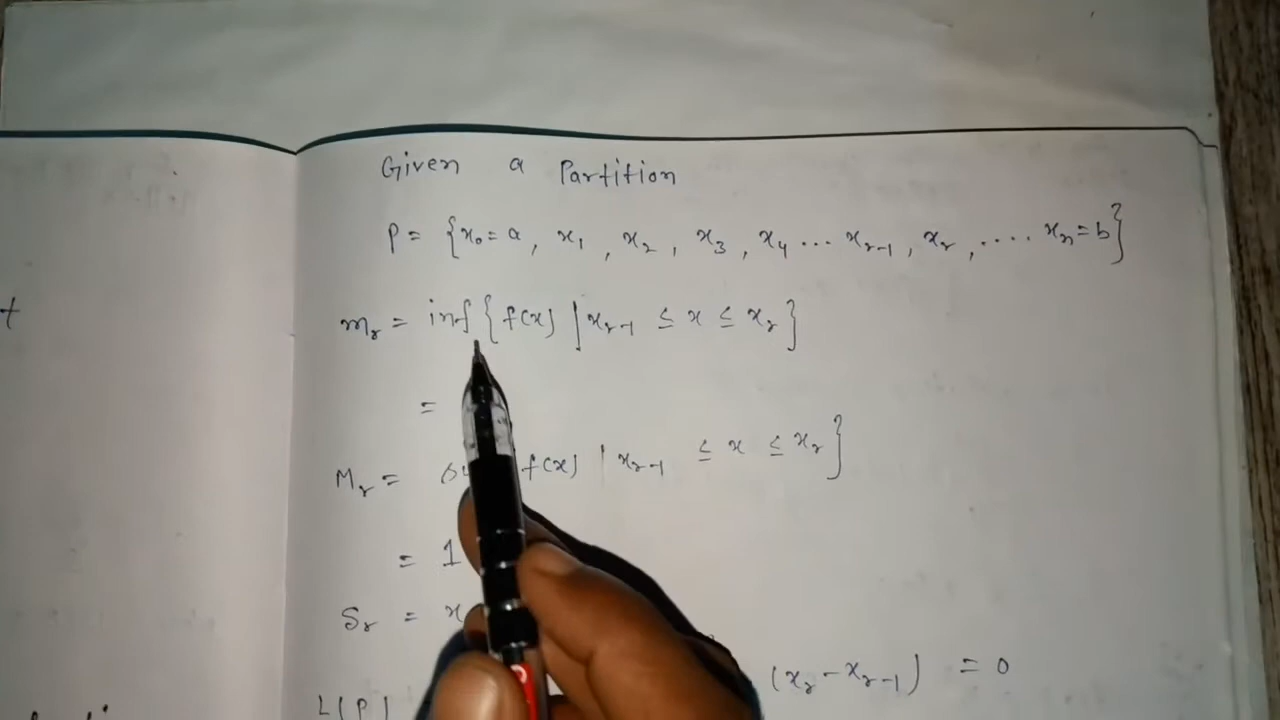 Given a Partition
P = {x₀ = a, x₁, x₂, x₃, x₄ ... xᵣ₋₁, xᵣ, .... xₙ = b}
mᵣ = inf {f(x) | xᵣ₋₁ ≤ x ≤ xᵣ}
=
Mᵣ = f(x) | xᵣ₋₁ ≤ x ≤ xᵣ}
= 1
Sᵣ = x
L(P) (xᵣ - xᵣ₋₁) = 0